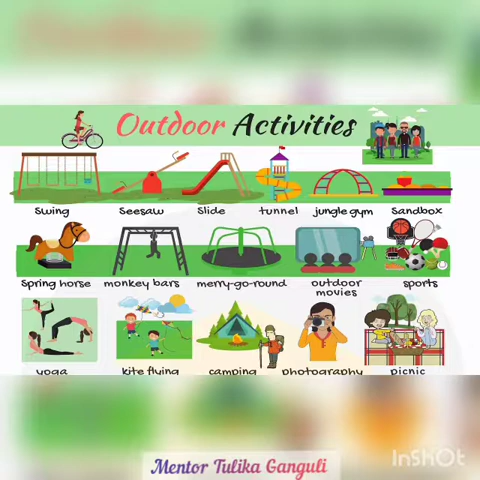 Outdoor Activities
Swing Seesaw Slide tunnel jungle gym Sandbox
Spring horse monkey bars merry-go-round outdoor movies sports
yoga kite flying camping photography picnic
Mentor Tulika Ganguli
InShOt